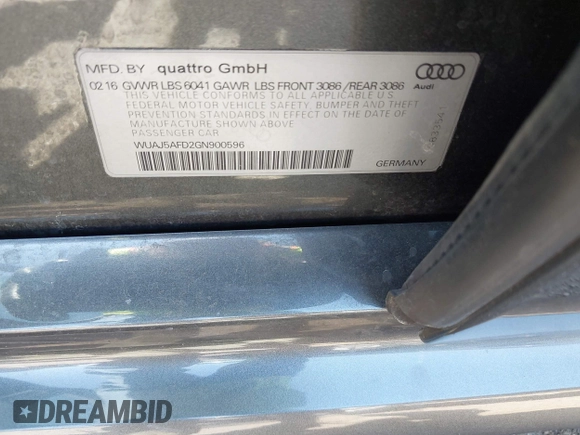 MFD. BY quattro GmbH
02 16 GVWR LBS 6041 GAWR LBS FRONT 3086 /REAR 3086
Audi
THIS VEHICLE CONFORMS TO ALL APPLICABLE U.S.
FEDERAL MOTOR VEHICLE SAFETY, BUMPER AND THEFT
PREVENTION STANDARDS IN EFFECT ON THE DATE OF
MANUFACTURE SHOWN ABOVE
PASSENGER CAR
WUAJ5AFD2GN900596
GERMANY
DREAMBID